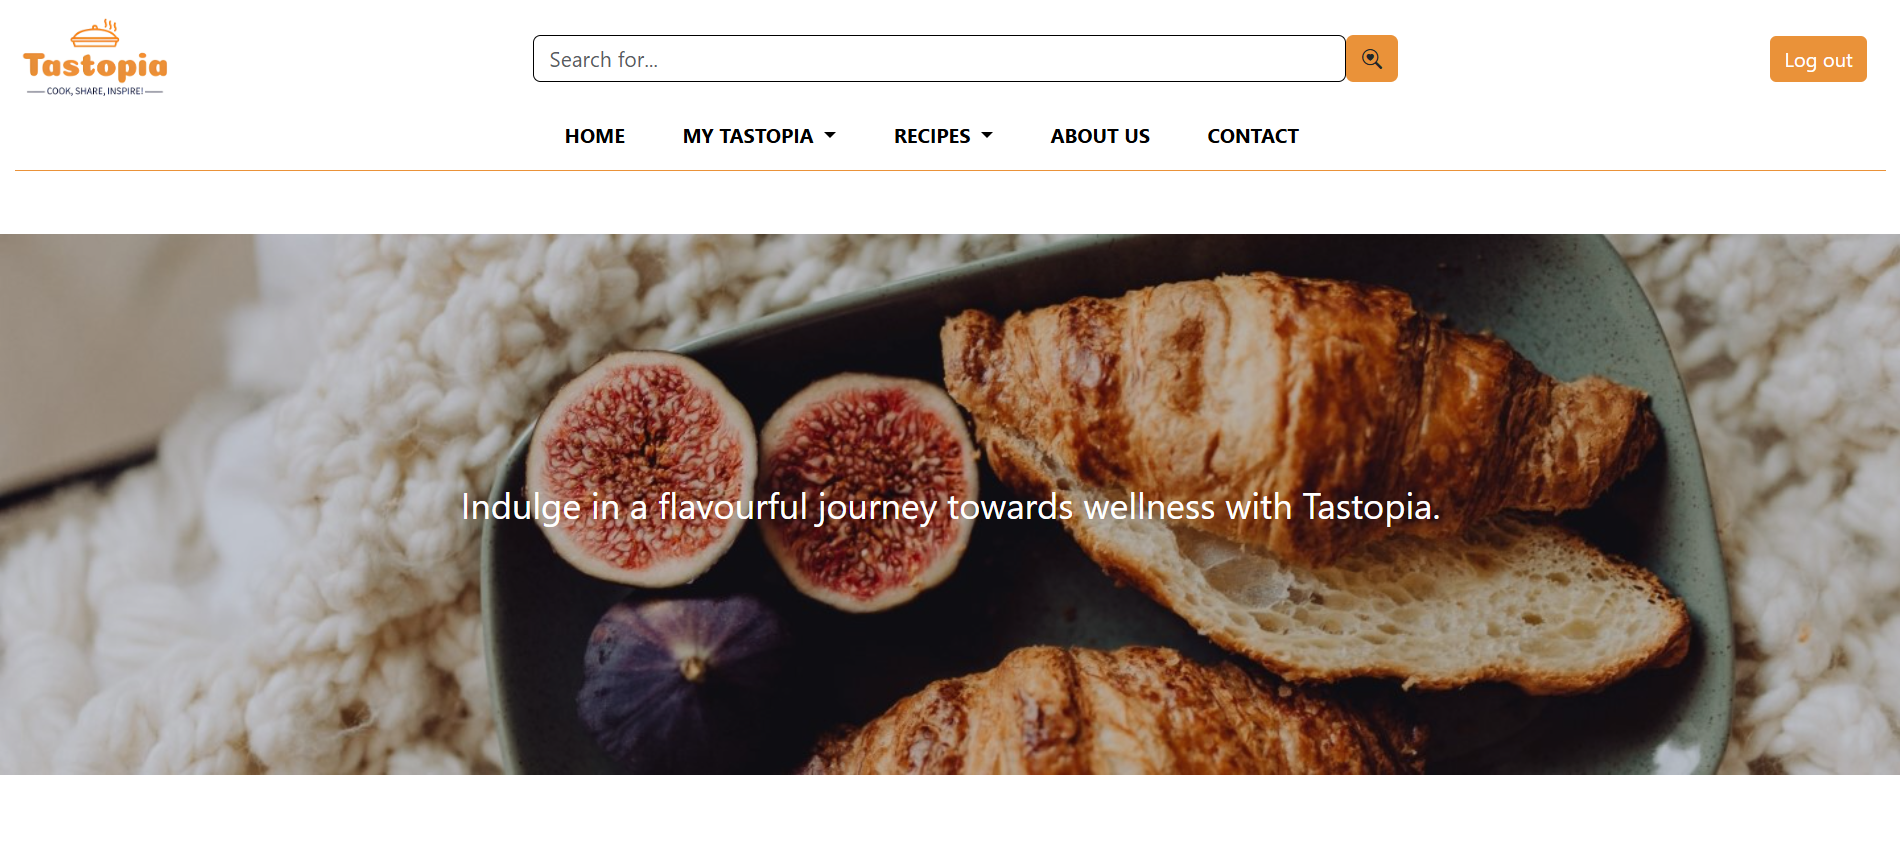 Tastopia
COOK, SHARE, INSPIRE!
Search for...
Log out
HOME MY TASTOPIA RECIPES ABOUT US CONTACT
Indulge in a flavourful journey towards wellness with Tastopia.